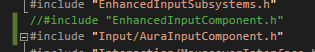 #include "EnhancedInputSubsystems.h"
//#include "EnhancedInputComponent.h"
#include "Input/AuraInputComponent.h"